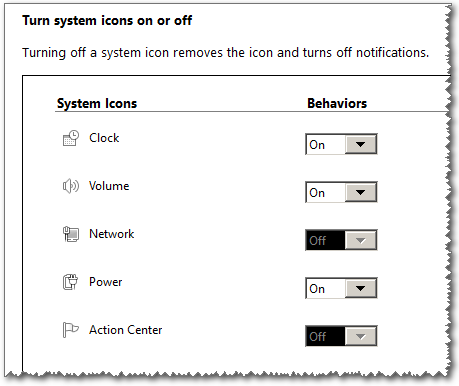 Turn system icons on or off
Turning off a system icon removes the icon and turns off notifications.
System Icons Behaviors
Clock On
Volume On
Network Off
Power On
Action Center Off